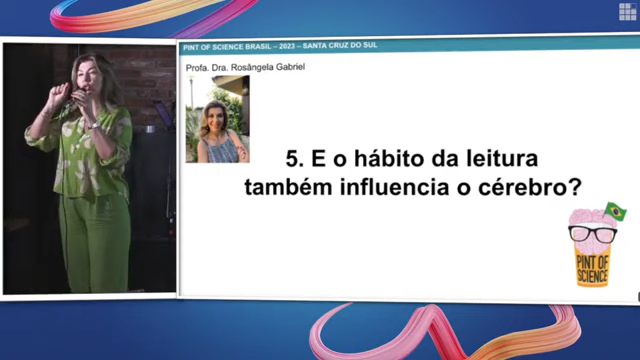 PINT OF SCIENCE BRASIL – 2023 – SANTA CRUZ DO SUL
Profa. Dra. Rosângela Gabriel
5. E o hábito da leitura
também influencia o cérebro?
PINT OF
SCIENCE